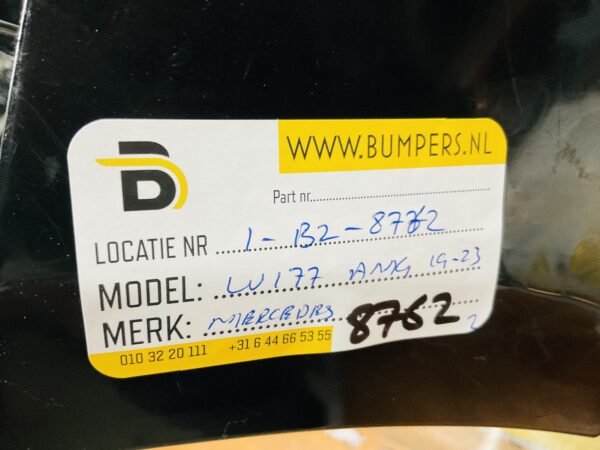 WWW.BUMPERS.NL
B
Part nr
LOCATIE NR 1-B2-8762
MODEL: W177 AMG 19-23
MERK: MERCEDES 8762
010 32 20 111 +31 6 44 66 53 55 2